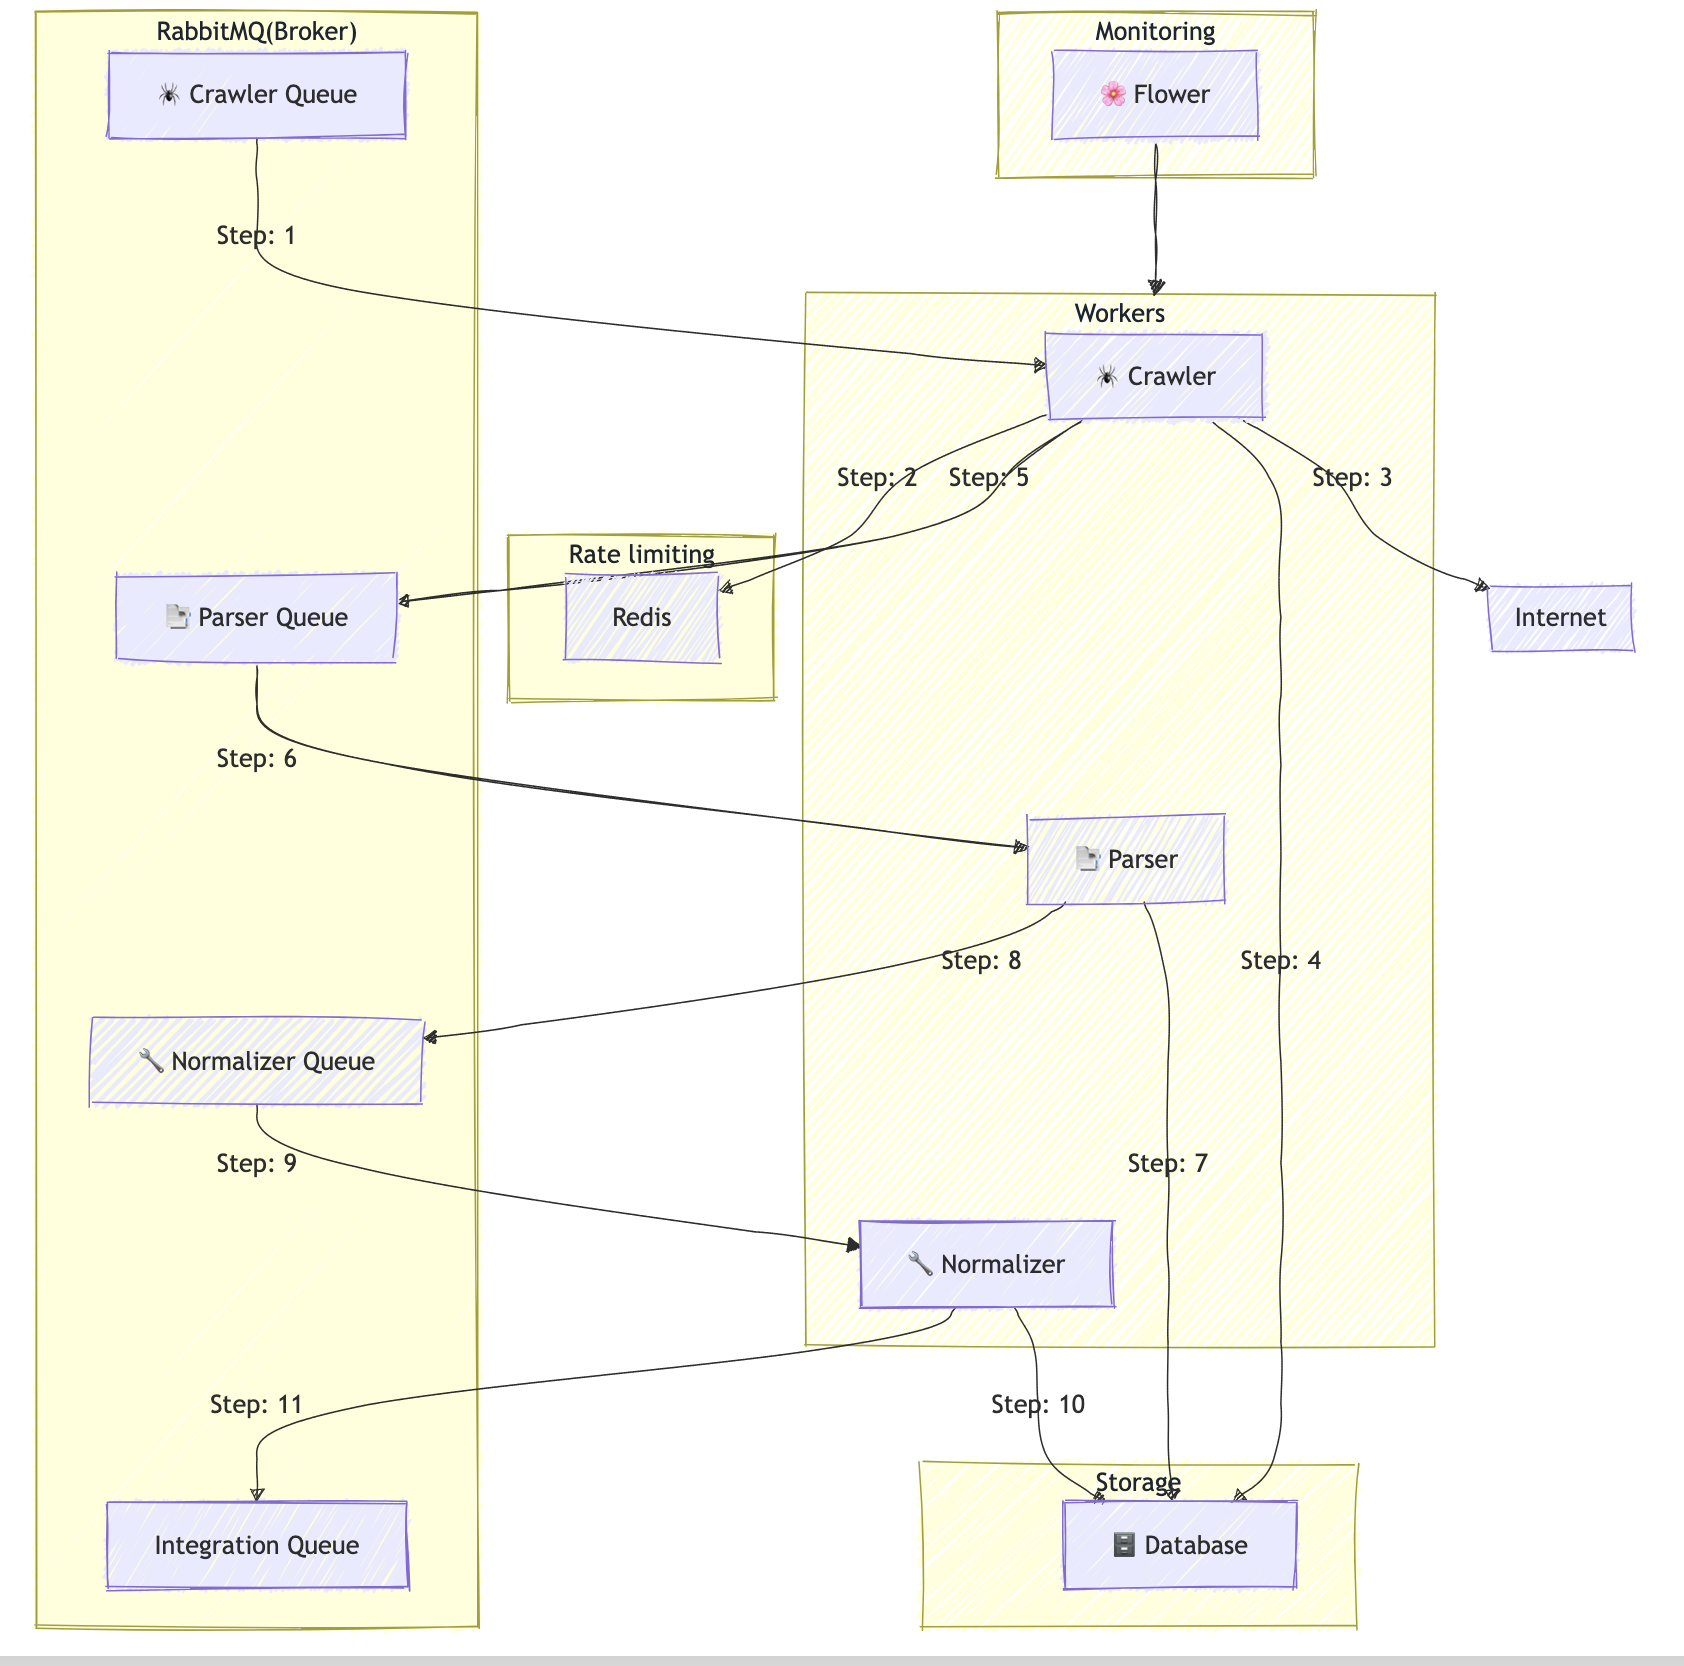 RabbitMQ(Broker)
Crawler Queue
Monitoring
Flower
Step: 1
Workers
Crawler
Step: 2
Step: 5
Step: 3
Rate limiting
Parser Queue
Redis
Internet
Step: 6
Parser
Step: 8
Step: 4
Normalizer Queue
Step: 9
Step: 7
Normalizer
Step: 11
Step: 10
Storage
Integration Queue
Database